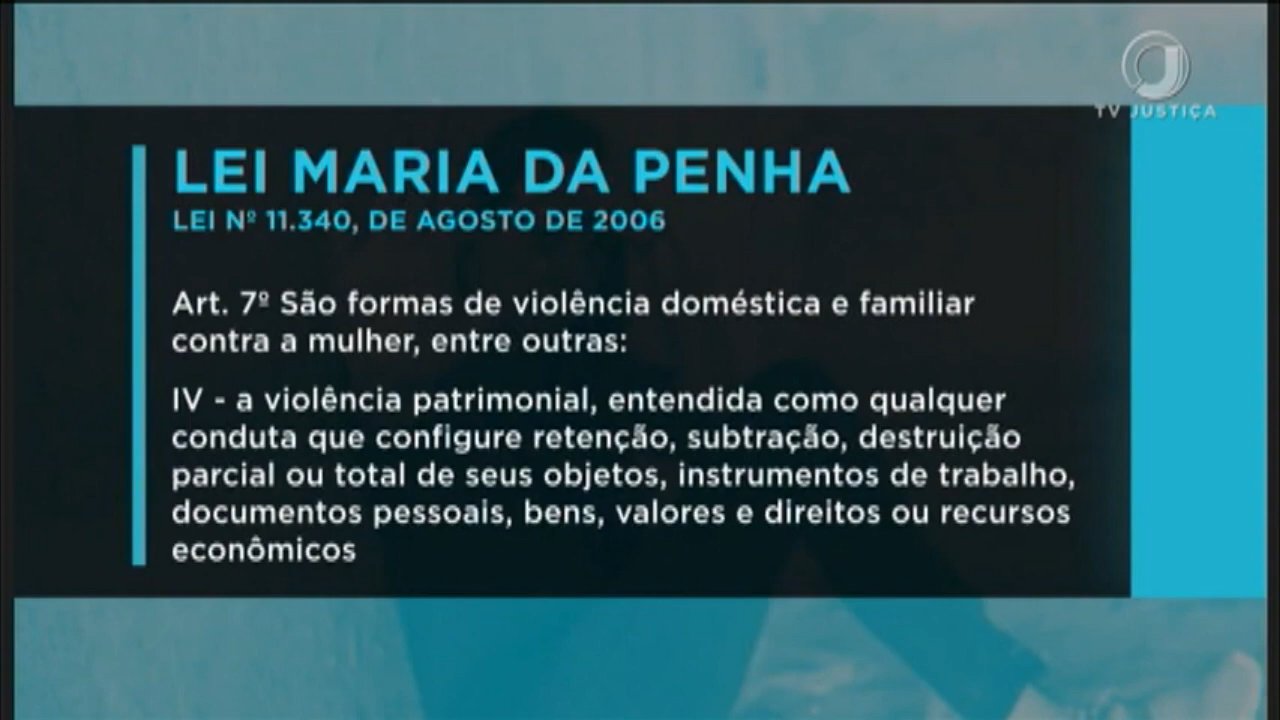 TV JUSTIÇA
LEI MARIA DA PENHA
LEI Nº 11.340, DE AGOSTO DE 2006
Art. 7º São formas de violência doméstica e familiar
contra a mulher, entre outras:
IV - a violência patrimonial, entendida como qualquer
conduta que configure retenção, subtração, destruição
parcial ou total de seus objetos, instrumentos de trabalho,
documentos pessoais, bens, valores e direitos ou recursos
econômicos